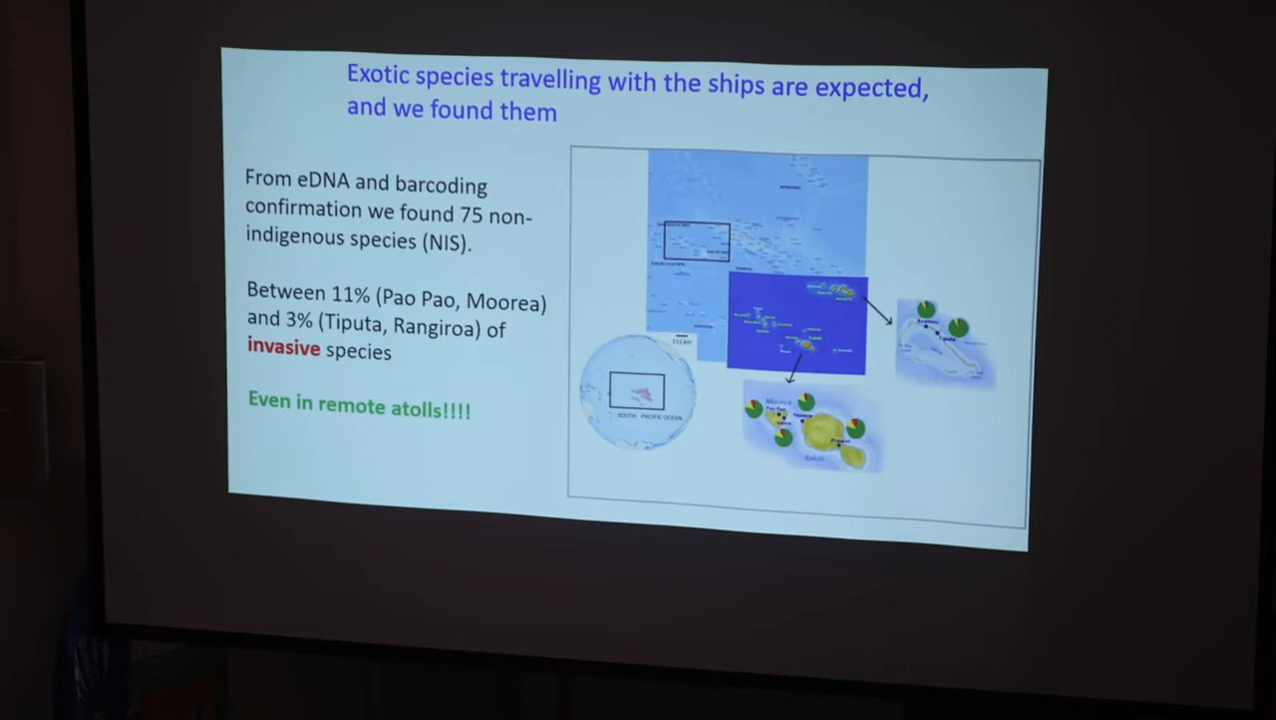 Exotic species travelling with the ships are expected,
and we found them
From eDNA and barcoding
confirmation we found 75 non-
indigenous species (NIS).
Between 11% (Pao Pao, Moorea)
and 3% (Tiputa, Rangiroa) of
invasive species
Even in remote atolls!!!!
111 km
SOUTH PACIFIC OCEAN